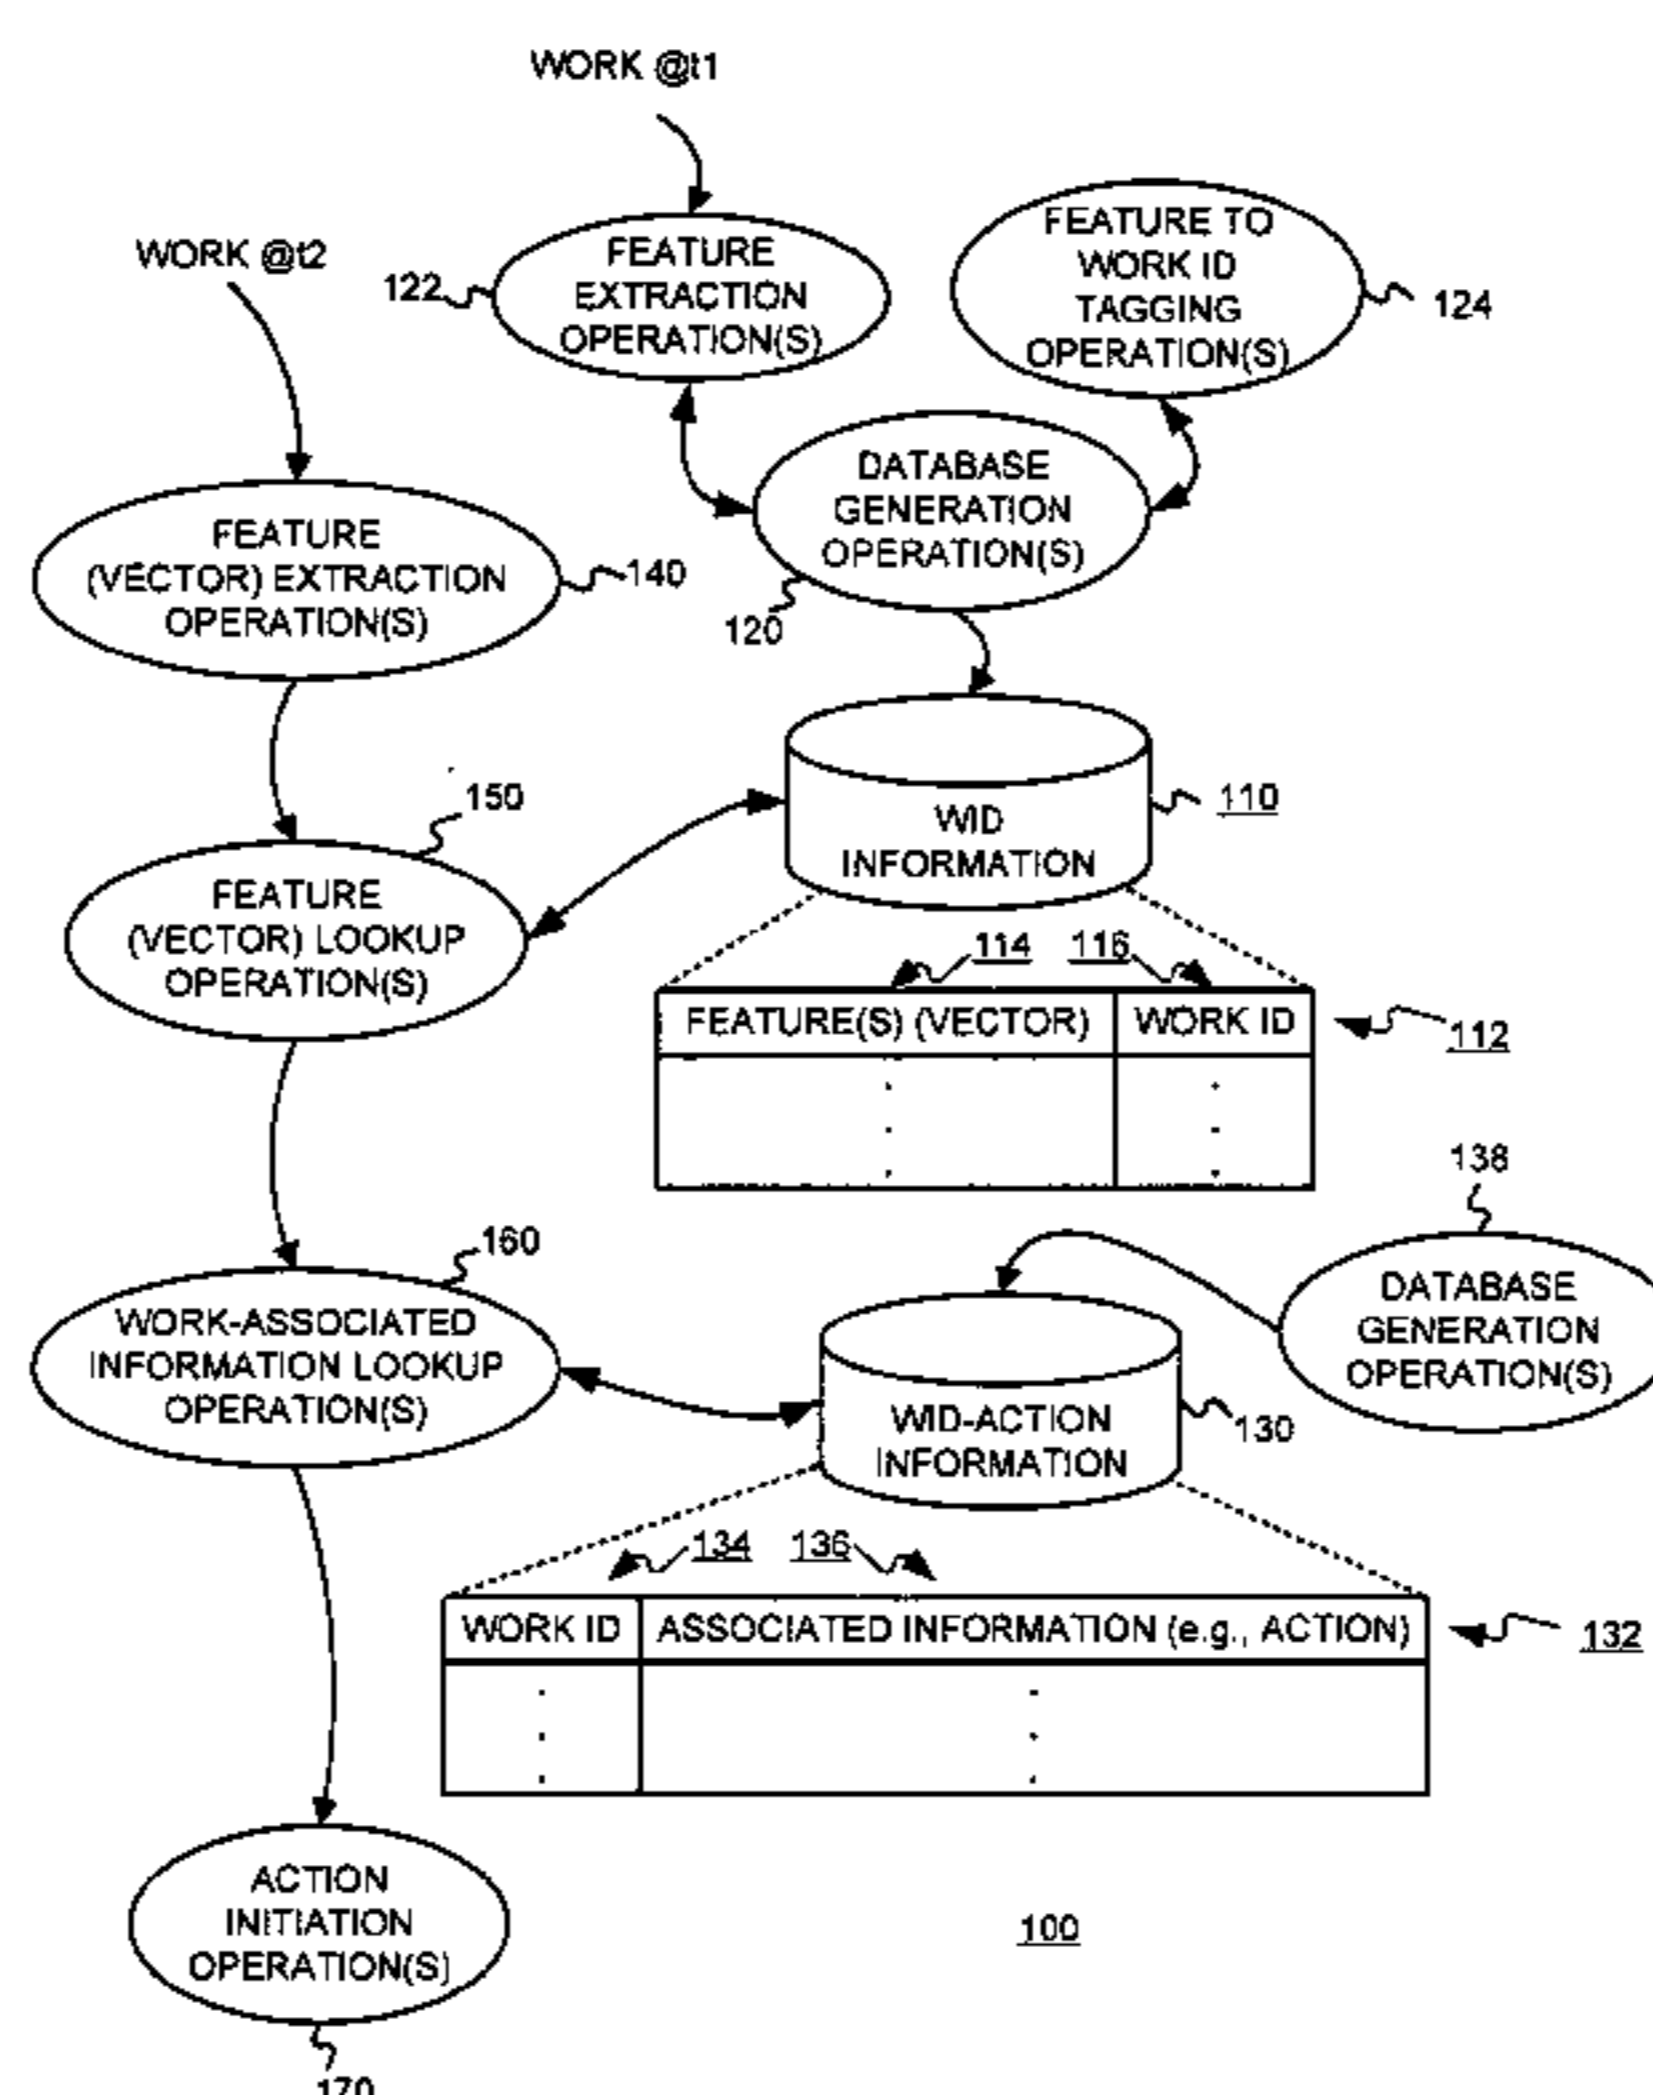 WORK @t1
WORK @t2
122
FEATURE
EXTRACTION
OPERATION(S)
FEATURE TO
WORK ID
TAGGING
OPERATION(S)
124
DATABASE
GENERATION
OPERATION(S)
120
FEATURE
(VECTOR) EXTRACTION
OPERATION(S)
140
WID
INFORMATION
110
150
FEATURE
(VECTOR) LOOKUP
OPERATION(S)
114
116
FEATURE(S) (VECTOR)
WORK ID
112
138
DATABASE
GENERATION
OPERATION(S)
160
WORK-ASSOCIATED
INFORMATION LOOKUP
OPERATION(S)
WID-ACTION
INFORMATION
130
134
136
WORK ID
ASSOCIATED INFORMATION (e.g., ACTION)
132
ACTION
INITIATION
OPERATION(S)
100
170